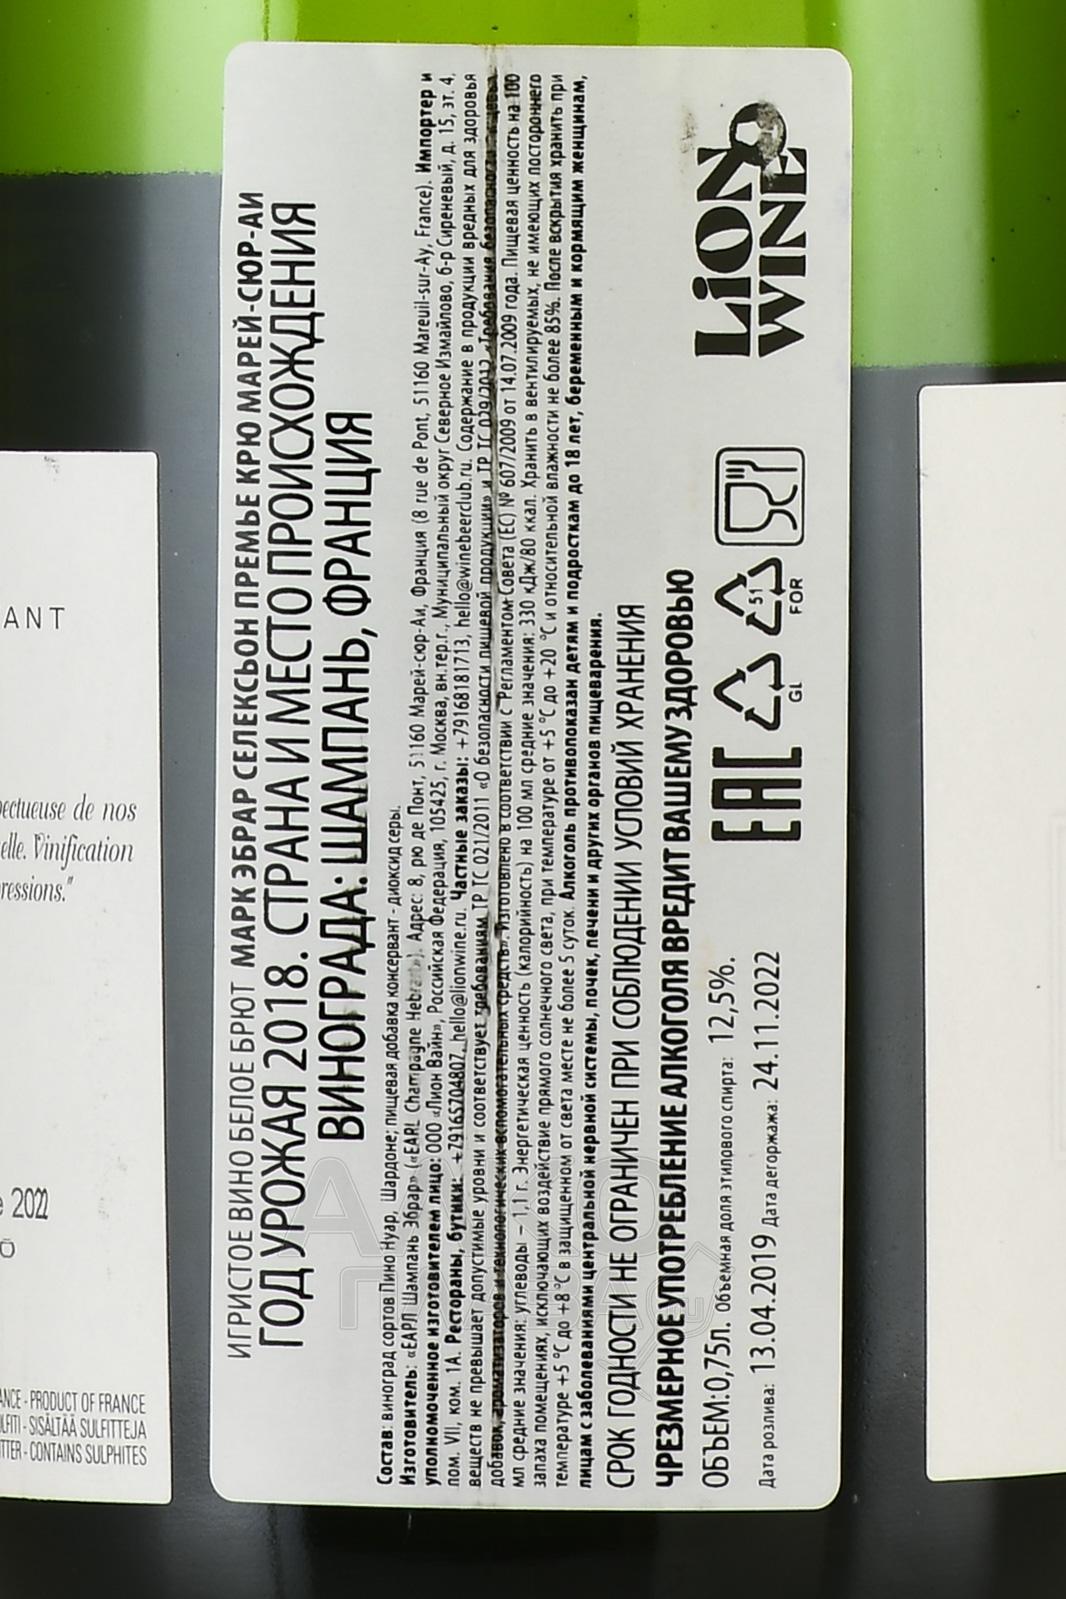 ИГРИСТОЕ ВИНО БЕЛОЕ БРЮТ МАРК ЭБРАР СЕЛЕКСЬОН ПРЕМЬЕ КРЮ МАРЕЙ-СЮР-АИ
ГОД УРОЖАЯ 2018. СТРАНА И МЕСТО ПРОИСХОЖДЕНИЯ
ВИНОГРАДА: ШАМПАНЬ, ФРАНЦИЯ
Состав: виноград сортов Пино Нуар, Шардоне; пищевая добавка консервант - диоксид серы.
Изготовитель: «ЕАРЛ Шампань Эбрар» («EARL Champagne Hebrart»). Адрес: 8, рю де Понт, 51160 Марей-сюр-Аи, Франция (8 rue de Pont, 51160 Mareuil-sur-Ay, France). Импортер и
уполномоченное изготовителем лицо: ООО «Лион Вайн», Российская Федерация, 105425, г. Москва, вн.тер.г., Муниципальный округ Северное Измайлово, б-р Сиреневый, д. 15, эт. 4,
пом. VII, ком. 1А. Рестораны, бутики: +79165704807, hello@lionwine.ru. Частные заказы: +79168181713, hello@winebeerclub.ru. Содержание в продукции вредных для здоровья
веществ не превышает допустимые уровни и соответствует требованиям ТР ТС 021/2011 «О безопасности пищевой продукции» и ТР ТС 029/2012 «Требования безопасности пищевых
добавок, ароматизаторов и технологических вспомогательных средств». Изготовлено в соответствии с Регламентом Совета (ЕС) № 607/2009 от 14.07.2009 года. Пищевая ценность на 100
мл средние значения: углеводы – 1,1 г. Энергетическая ценность (калорийность) на 100 мл средние значения: 330 кДж/80 ккал. Хранить в вентилируемых, не имеющих постороннего
запаха помещениях, исключающих воздействие прямого солнечного света, при температуре от +5 °С до +20 °С и относительной влажности не более 85%. После вскрытия хранить при
температуре +5 °С до +8 °С в защищенном от света месте не более 5 суток. Алкоголь противопоказан детям и подросткам до 18 лет, беременным и кормящим женщинам,
лицам с заболеваниями центральной нервной системы, почек, печени и других органов пищеварения.
СРОК ГОДНОСТИ НЕ ОГРАНИЧЕН ПРИ СОБЛЮДЕНИИ УСЛОВИЙ ХРАНЕНИЯ
ЧРЕЗМЕРНОЕ УПОТРЕБЛЕНИЕ АЛКОГОЛЯ ВРЕДИТ ВАШЕМУ ЗДОРОВЬЮ
ОБЪЕМ: 0,75л. Объемная доля этилового спирта: 12,5%.
Дата розлива: 13.04.2019 Дата дегоржажа: 24.11.2022
EAC
GL
51
FOR
LION
WINE
ANT
pectueuse de nos
elle. Vinification
ressions."
2022
ANCE - PRODUCT OF FRANCE
LFITI - SISÄLTÄÄ SULFITTEJA
TTER - CONTAINS SULPHITES